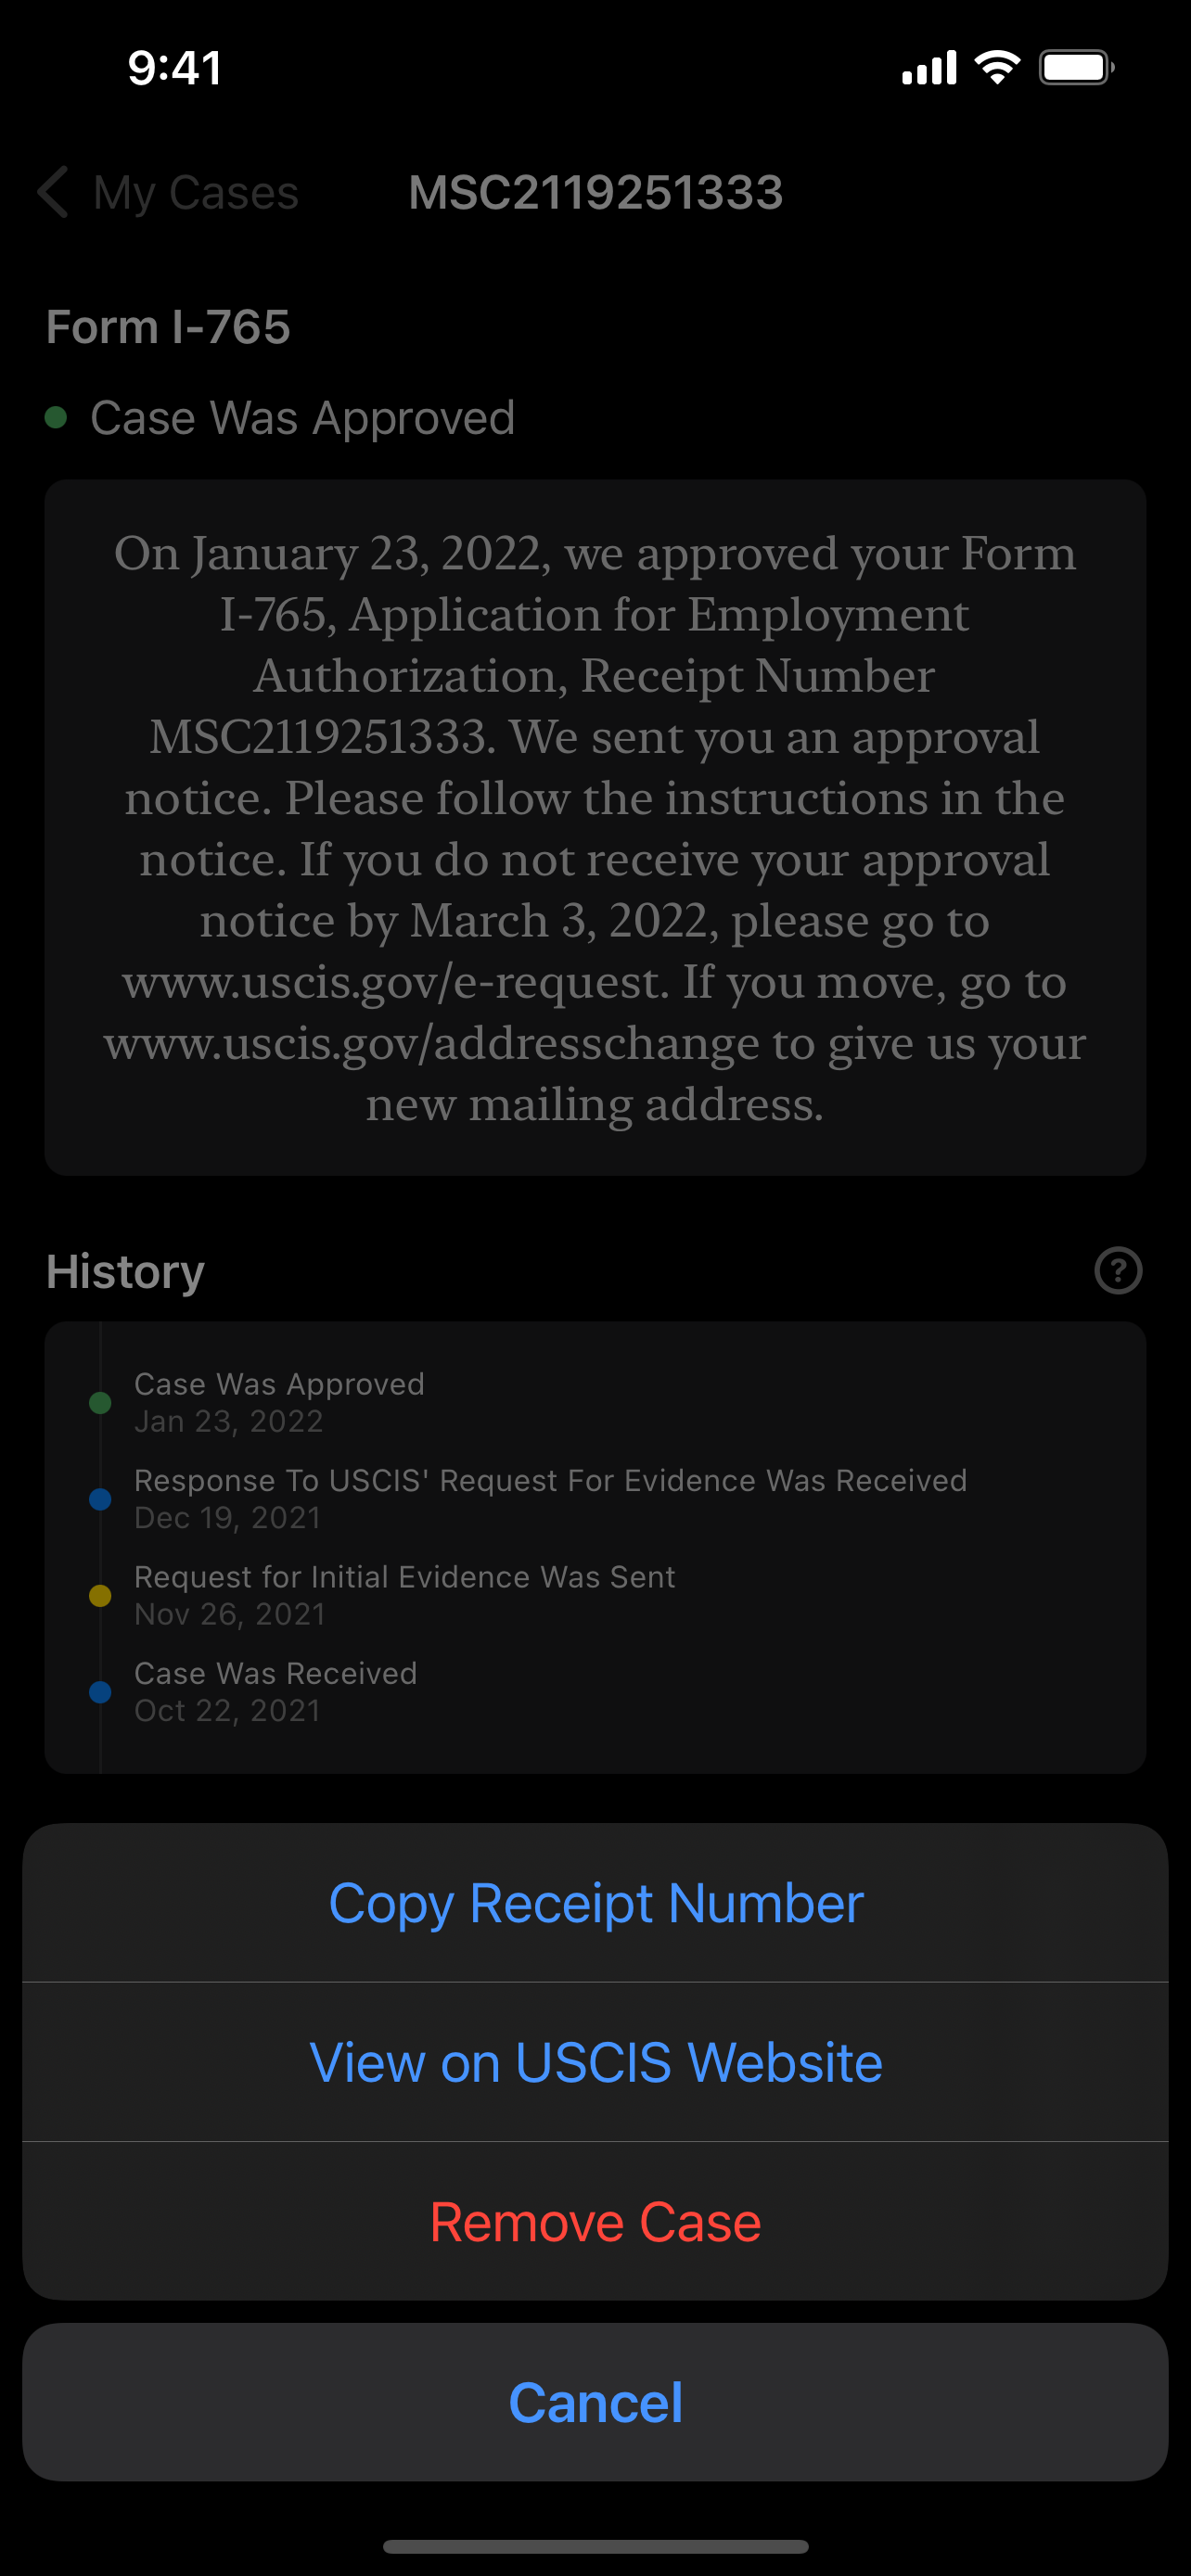 9:41
My Cases
MSC2119251333
Form I-765
Case Was Approved
On January 23, 2022, we approved your Form
I-765, Application for Employment
Authorization, Receipt Number
MSC2119251333. We sent you an approval
notice. Please follow the instructions in the
notice. If you do not receive your approval
notice by March 3, 2022, please go to
www.uscis.gov/e-request. If you move, go to
www.uscis.gov/addresschange to give us your
new mailing address.
History
?
Case Was Approved
Jan 23, 2022
Response To USCIS' Request For Evidence Was Received
Dec 19, 2021
Request for Initial Evidence Was Sent
Nov 26, 2021
Case Was Received
Oct 22, 2021
Copy Receipt Number
View on USCIS Website
Remove Case
Cancel